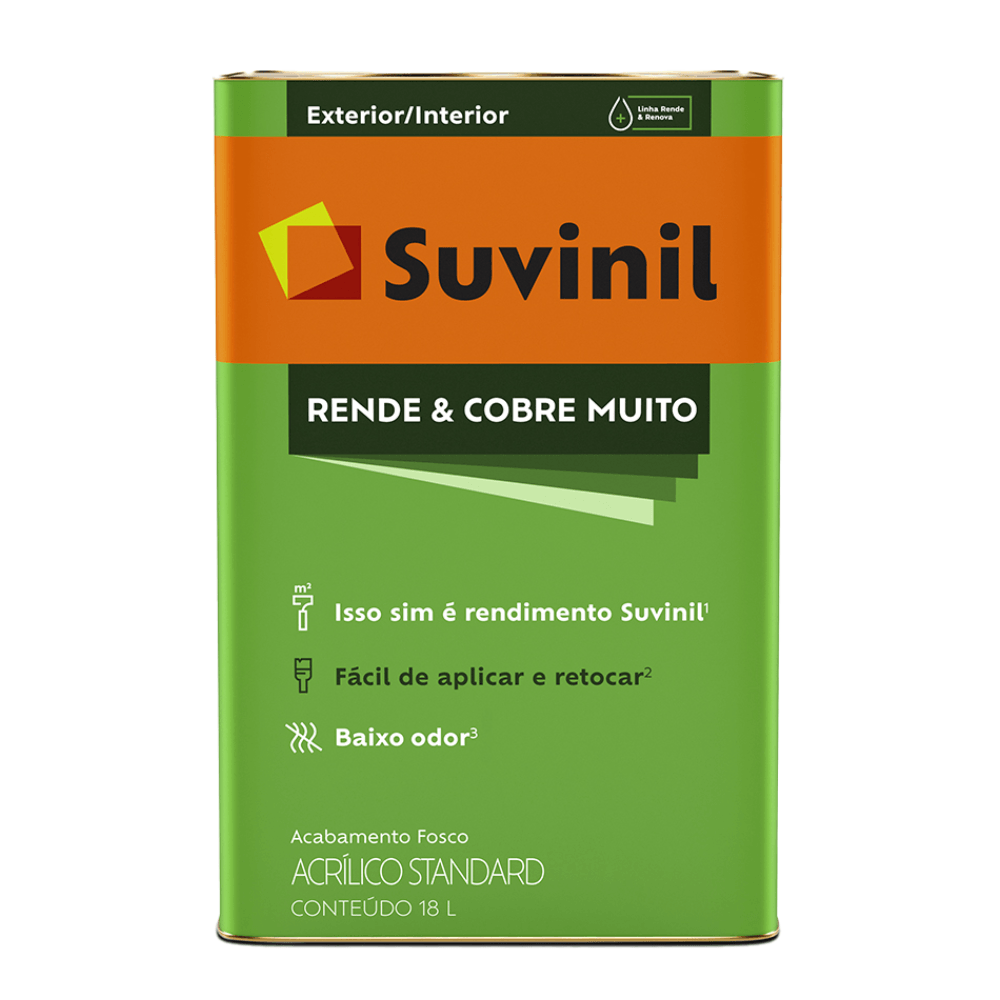 Exterior/Interior
Linha Rende
& Renova
Suvinil
RENDE & COBRE MUITO
m²
Isso sim é rendimento Suvinil¹
Fácil de aplicar e retocar²
Baixo odor³
Acabamento Fosco
ACRÍLICO STANDARD
CONTEÚDO 18 L